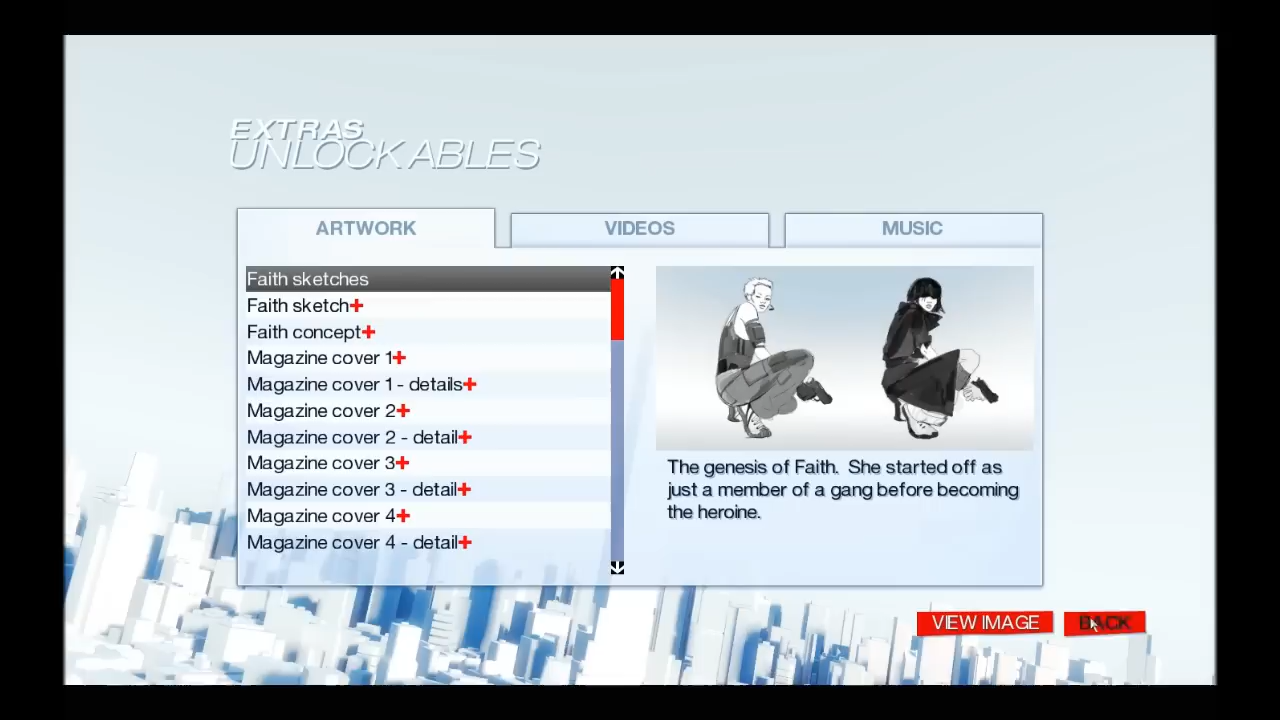 EXTRAS
UNLOCKABLES
ARTWORK
VIDEOS
MUSIC
Faith sketches
Faith sketch+
Faith concept+
Magazine cover 1+
Magazine cover 1 - details+
Magazine cover 2+
Magazine cover 2 - detail+
Magazine cover 3+
Magazine cover 3 - detail+
Magazine cover 4+
Magazine cover 4 - detail+
The genesis of Faith. She started off as
just a member of a gang before becoming
the heroine.
VIEW IMAGE
BACK